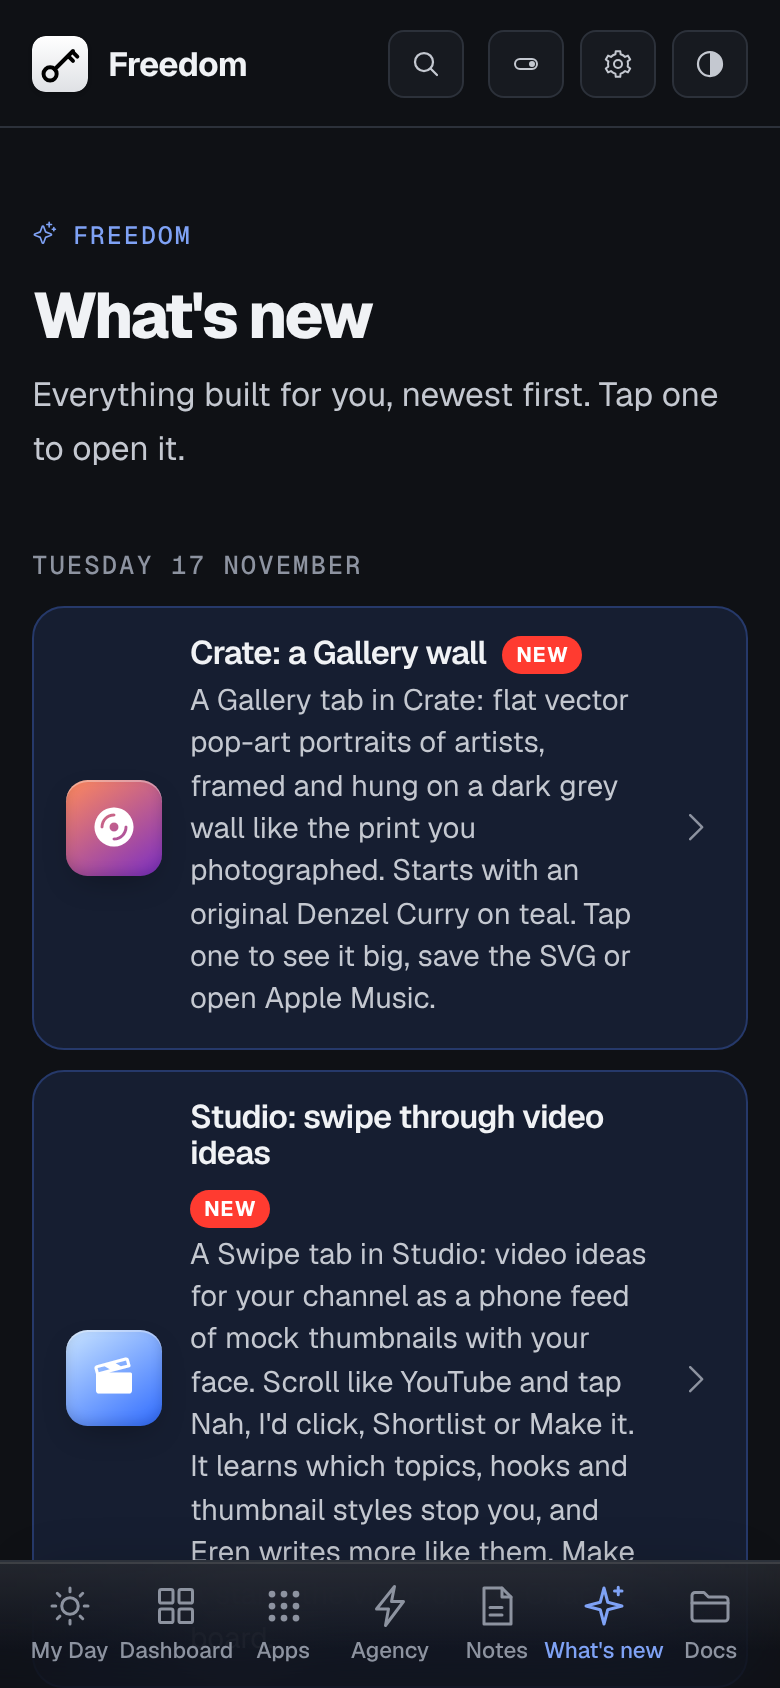 Freedom
FREEDOM
What's new
Everything built for you, newest first. Tap one
to open it.
TUESDAY 17 NOVEMBER
Crate: a Gallery wall NEW
A Gallery tab in Crate: flat vector
pop-art portraits of artists,
framed and hung on a dark grey
wall like the print you
photographed. Starts with an
original Denzel Curry on teal. Tap
one to see it big, save the SVG or
open Apple Music.
Studio: swipe through video
ideas
NEW
A Swipe tab in Studio: video ideas
for your channel as a phone feed
of mock thumbnails with your
face. Scroll like YouTube and tap
Nah, I'd click, Shortlist or Make it.
It learns which topics, hooks and
thumbnail styles stop you, and
Eren writes more like them. Make
board
My Day Dashboard Apps Agency Notes What's new Docs